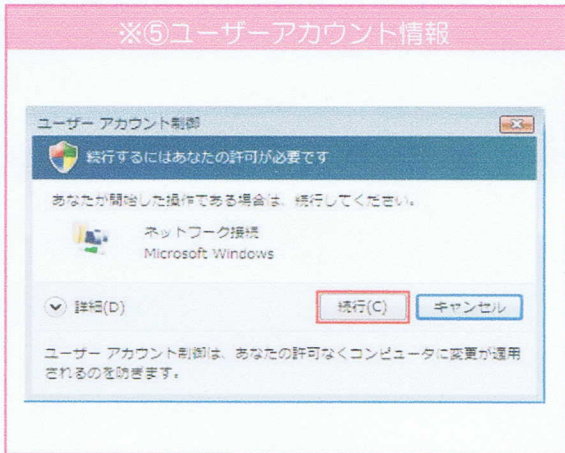 ※⑤ユーザーアカウント情報
ユーザー アカウント制御
続行するにはあなたの許可が必要です
あなたが開始した操作である場合は、続行してください。
ネットワーク接続
Microsoft Windows
詳細(D)
続行(C)
キャンセル
ユーザー アカウント制御は、あなたの許可なくコンピュータに変更が適用
されるのを防ぎます。